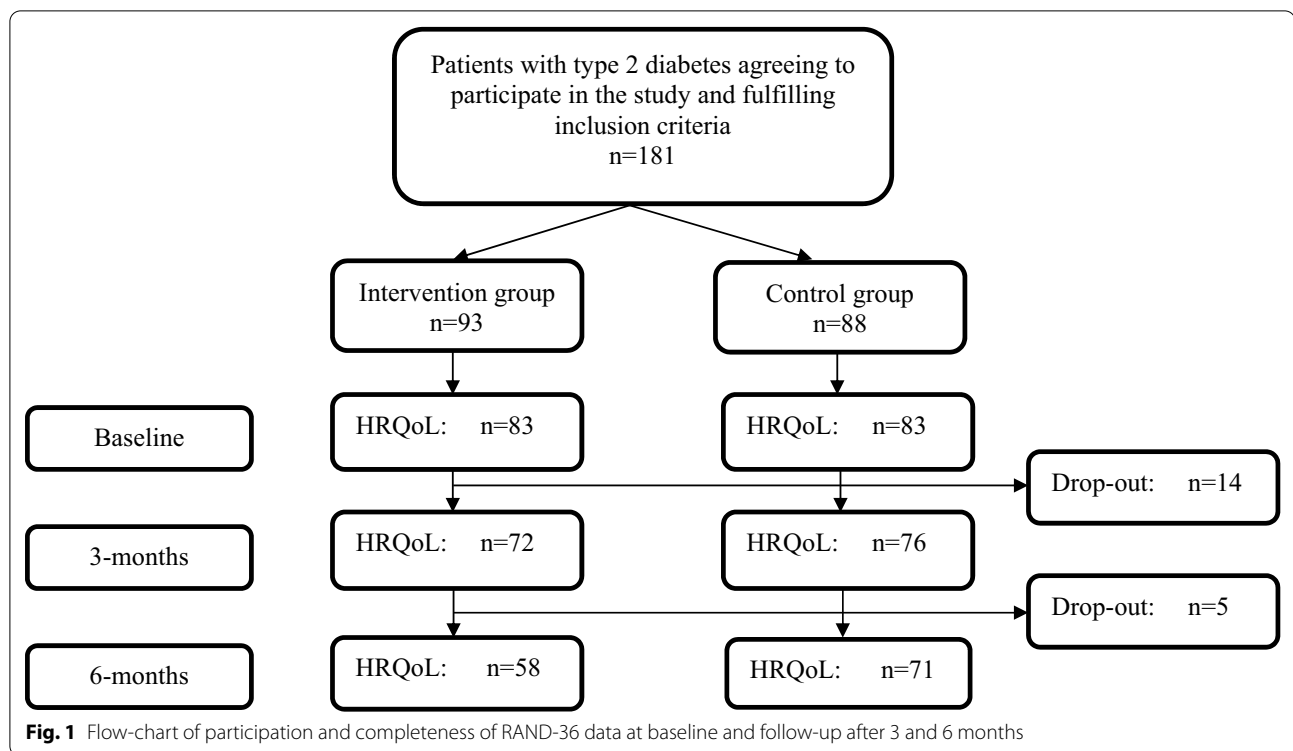 Patients with type 2 diabetes agreeing to
participate in the study and fulfilling
inclusion criteria
n=181
Intervention group
n=93
Control group
n=88
Baseline
HRQoL: n=83
HRQoL: n=83
Drop-out: n=14
3-months
HRQoL: n=72
HRQoL: n=76
Drop-out: n=5
6-months
HRQoL: n=58
HRQoL: n=71
Fig. 1 Flow-chart of participation and completeness of RAND-36 data at baseline and follow-up after 3 and 6 months